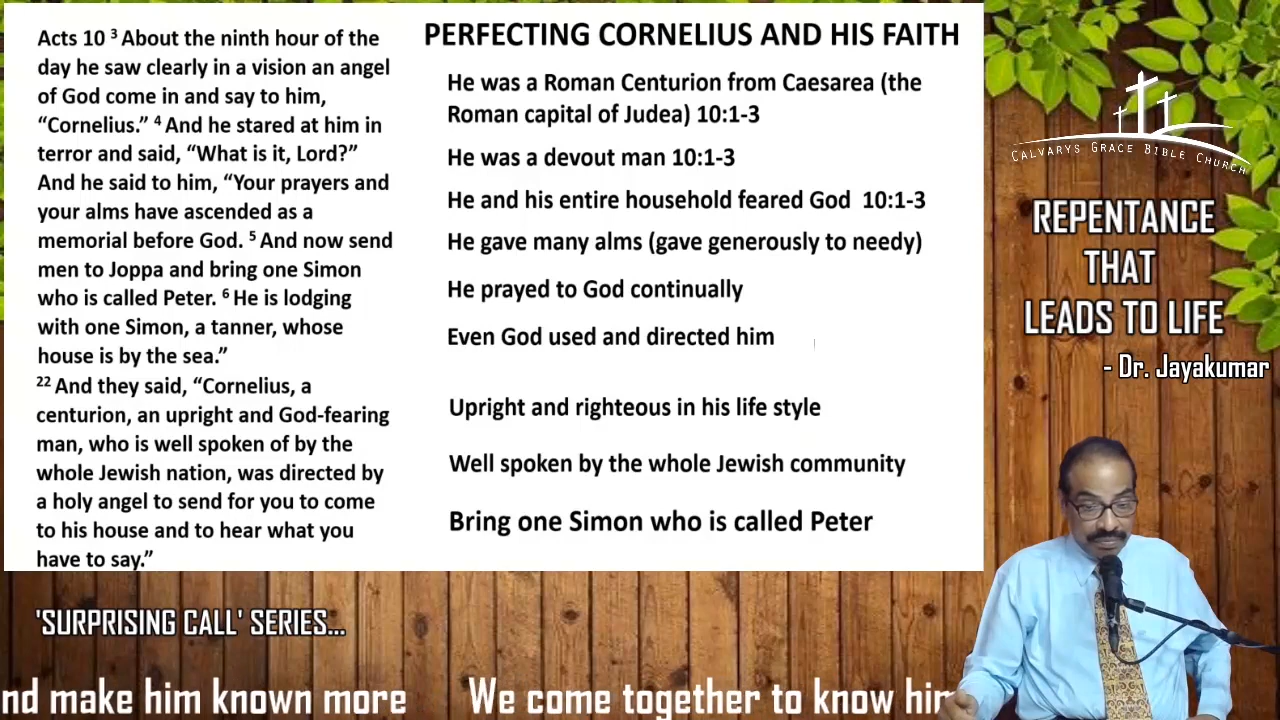 Acts 10 ³ About the ninth hour of the
day he saw clearly in a vision an angel
of God come in and say to him,
“Cornelius.” ⁴ And he stared at him in
terror and said, “What is it, Lord?”
And he said to him, “Your prayers and
your alms have ascended as a
memorial before God. ⁵ And now send
men to Joppa and bring one Simon
who is called Peter. ⁶ He is lodging
with one Simon, a tanner, whose
house is by the sea.”
²² And they said, “Cornelius, a
centurion, an upright and God-fearing
man, who is well spoken of by the
whole Jewish nation, was directed by
a holy angel to send for you to come
to his house and to hear what you
have to say.”
PERFECTING CORNELIUS AND HIS FAITH
He was a Roman Centurion from Caesarea (the
Roman capital of Judea) 10:1-3
He was a devout man 10:1-3
He and his entire household feared God 10:1-3
He gave many alms (gave generously to needy)
He prayed to God continually
Even God used and directed him
Upright and righteous in his life style
Well spoken by the whole Jewish community
Bring one Simon who is called Peter
CALVARYS GRACE BIBLE CHURCH
REPENTANCE
THAT
LEADS TO LIFE
- Dr. Jayakumar
'SURPRISING CALL' SERIES...
nd make him known more We come together to know him